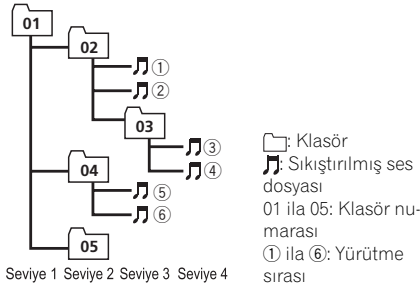 01
02
①
②
03
③
④
04
⑤
⑥
05
Seviye 1 Seviye 2 Seviye 3 Seviye 4
: Klasör
: Sıkıştırılmış ses
dosyası
01 ila 05: Klasör nu-
marası
① ila ⑥: Yürütme
sırası